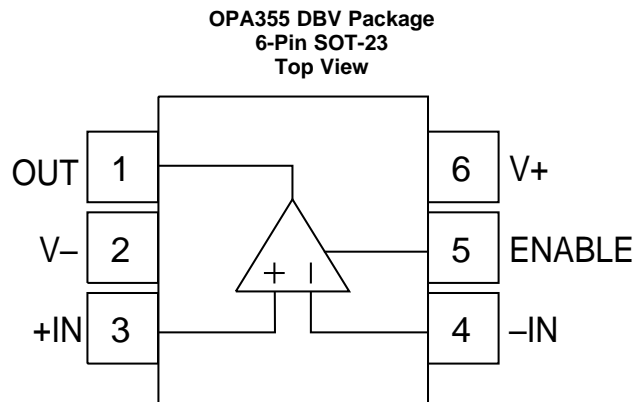 OPA355 DBV Package
6-Pin SOT-23
Top View
OUT 1 6 V+
V– 2 5 ENABLE
+ –
+IN 3 4 –IN